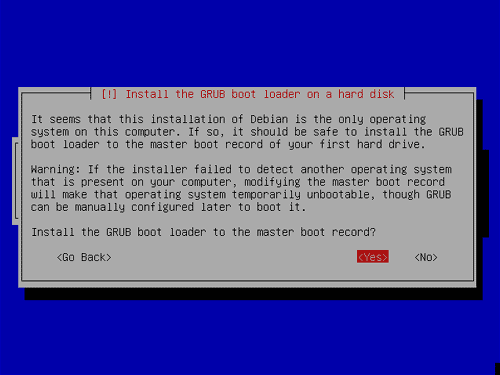 [!] Install the GRUB boot loader on a hard disk
It seems that this installation of Debian is the only operating
system on this computer. If so, it should be safe to install the GRUB
boot loader to the master boot record of your first hard drive.
Warning: If the installer failed to detect another operating system
that is present on your computer, modifying the master boot record
will make that operating system temporarily unbootable, though GRUB
can be manually configured later to boot it.
Install the GRUB boot loader to the master boot record?
<Go Back> <Yes> <No>